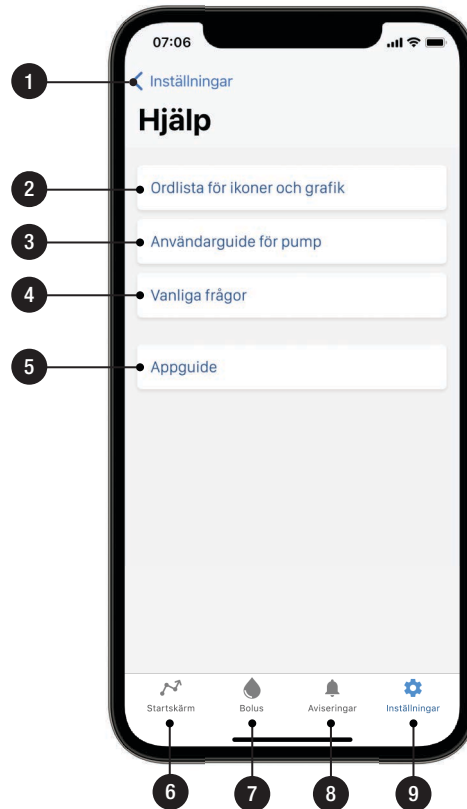 07:06
1
Inställningar
Hjälp
2
Ordlista för ikoner och grafik
3
Användarguide för pump
4
Vanliga frågor
5
Appguide
Startskärm Bolus Aviseringar Inställningar
6 7 8 9